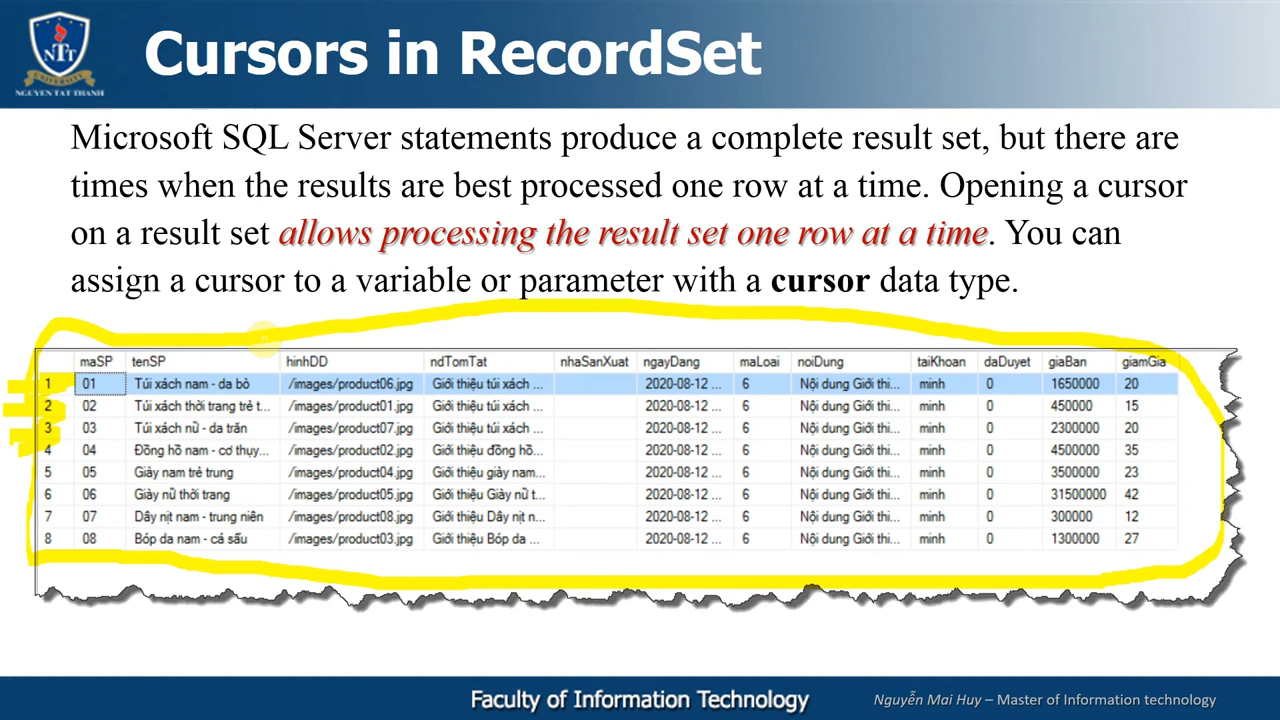 NTT
UNIVERSITY
NGUYEN TAT THANH
Cursors in RecordSet
Microsoft SQL Server statements produce a complete result set, but there are
times when the results are best processed one row at a time. Opening a cursor
on a result set allows processing the result set one row at a time. You can
assign a cursor to a variable or parameter with a cursor data type.
maSP tenSP hinhDD ndTomTat nhaSanXuat ngayDang maLoai noiDung taiKhoan daDuyet giaBan giamGia
1 01 Túi xách nam - da bò /images/product06.jpg Giới thiệu túi xách ... 2020-08-12 ... 6 Nội dung Giới thi... minh 0 1650000 20
2 02 Túi xách thời trang trẻ t... /images/product01.jpg Giới thiệu túi xách ... 2020-08-12 ... 6 Nội dung Giới thi... minh 0 450000 15
3 03 Túi xách nữ - da trăn /images/product07.jpg Giới thiệu túi xách ... 2020-08-12 ... 6 Nội dung Giới thi... minh 0 2300000 20
4 04 Đồng hồ nam - cơ thụy... /images/product02.jpg Giới thiệu đồng hồ... 2020-08-12 ... 6 Nội dung Giới thi... minh 0 4500000 35
5 05 Giày nam trẻ trung /images/product04.jpg Giới thiệu giày nam... 2020-08-12 ... 6 Nội dung Giới thi... minh 0 3500000 23
6 06 Giày nữ thời trang /images/product05.jpg Giới thiệu Giày nữ t... 2020-08-12 ... 6 Nội dung Giới thi... minh 0 31500000 42
7 07 Dây nịt nam - trung niên /images/product08.jpg Giới thiệu Dây nịt n... 2020-08-12 ... 6 Nội dung Giới thi... minh 0 300000 12
8 08 Bóp da nam - cá sấu /images/product03.jpg Giới thiệu Bóp da ... 2020-08-12 ... 6 Nội dung Giới thi... minh 0 1300000 27
Faculty of Information Technology
Nguyễn Mai Huy – Master of Information technology